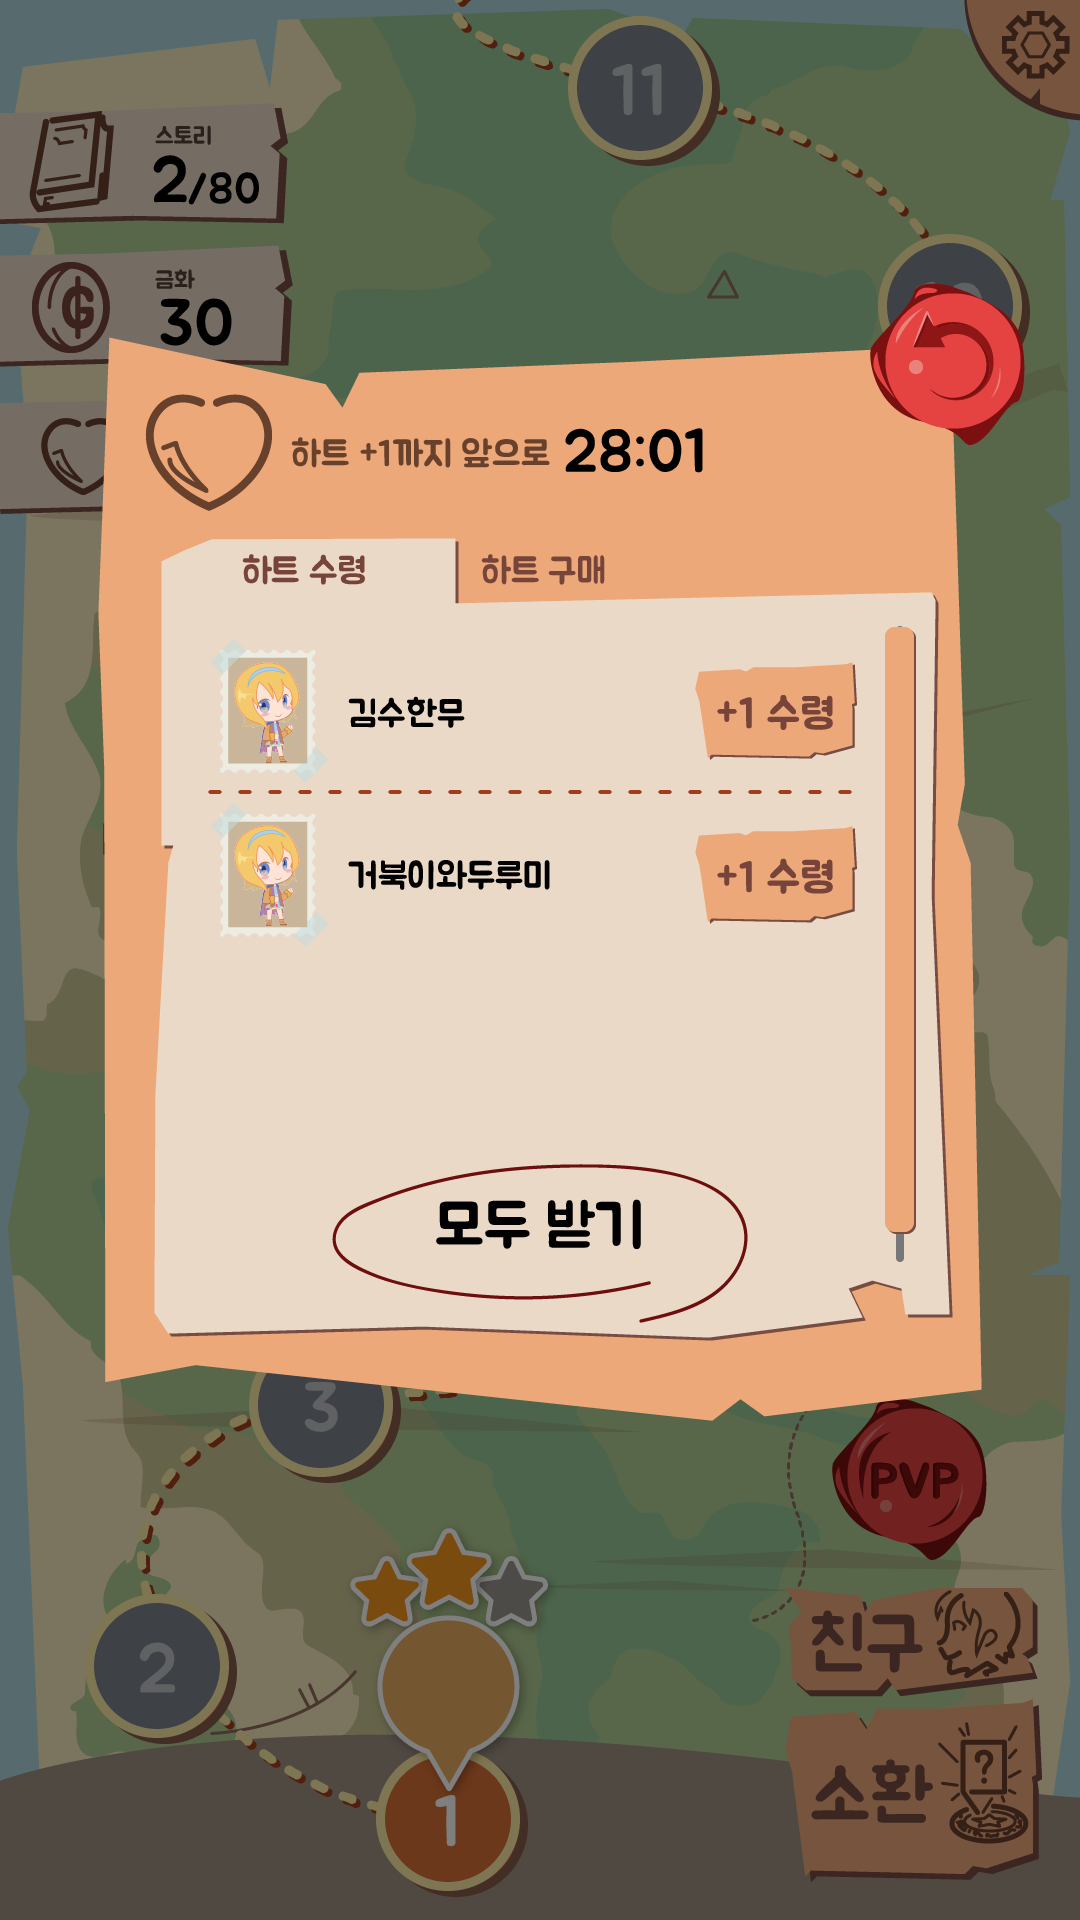 11
스토리
2/80
금화
30
하트 +1까지 앞으로 28:01
하트 수령
하트 구매
김수한무
+1 수령
거북이와두루미
+1 수령
모두 받기
3
PVP
2
친구
소환
?
1